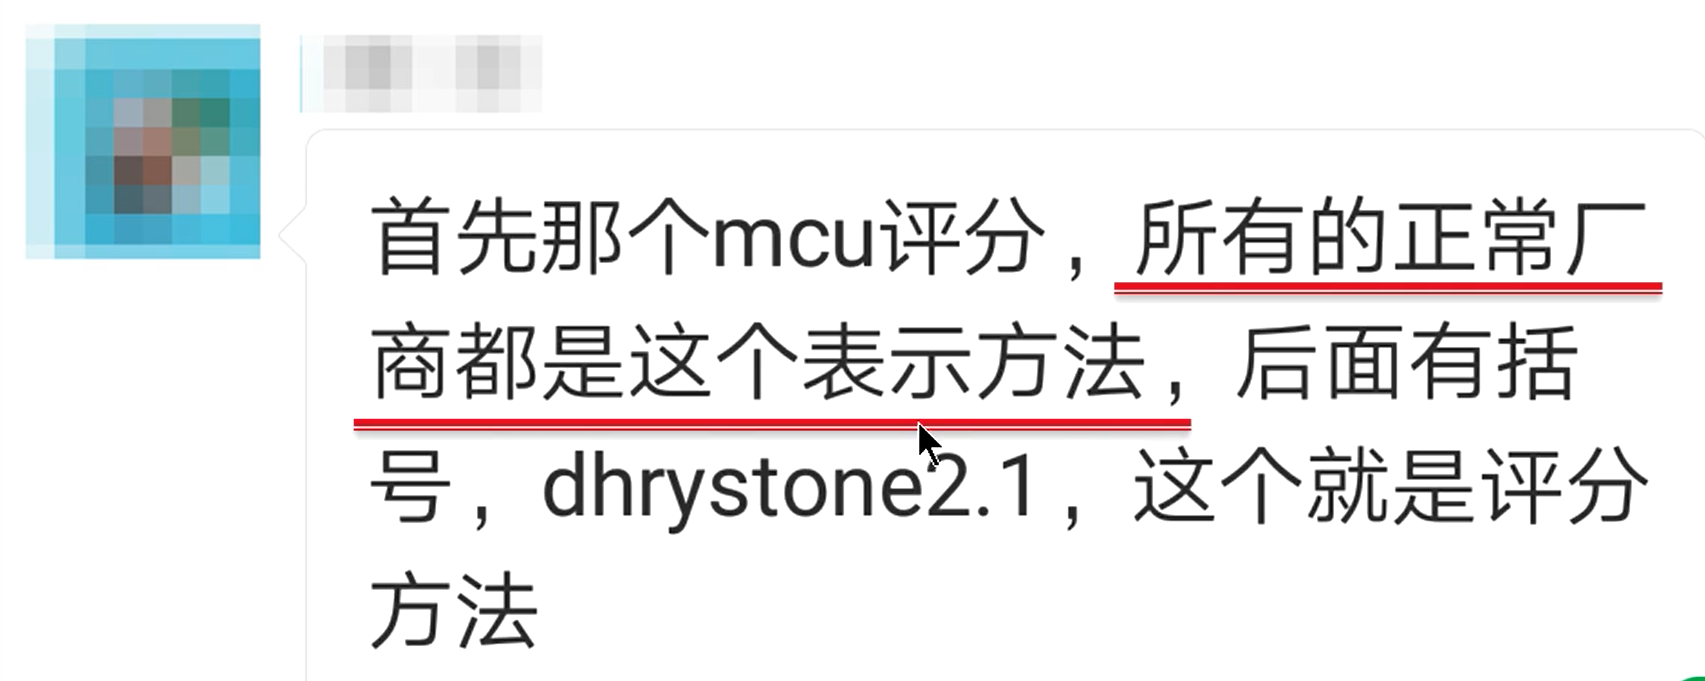 首先那个mcu评分，所有的正常厂
商都是这个表示方法，后面有括
号，dhrystone2.1，这个就是评分
方法